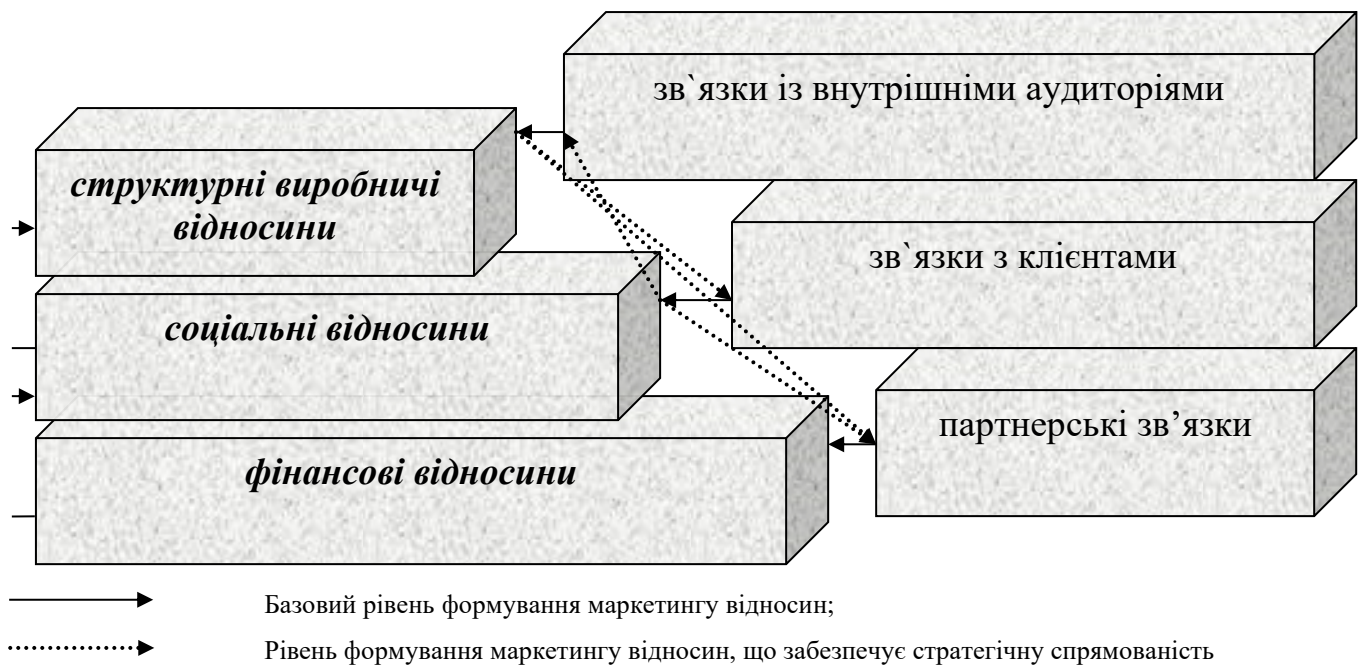 зв`язки із внутрішніми аудиторіями
структурні виробничі
відносини
зв`язки з клієнтами
соціальні відносини
партнерські зв’язки
фінансові відносини
Базовий рівень формування маркетингу відносин;
Рівень формування маркетингу відносин, що забезпечує стратегічну спрямованість